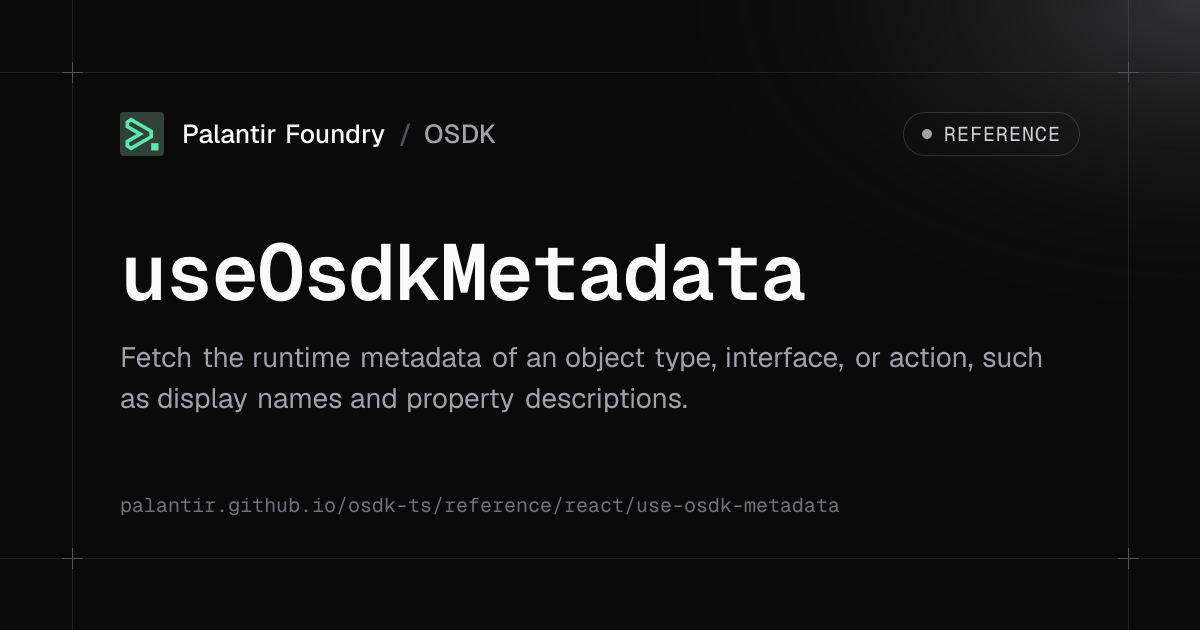 Palantir Foundry / OSDK
REFERENCE
useOsdkMetadata
Fetch the runtime metadata of an object type, interface, or action, such
as display names and property descriptions.
palantir.github.io/osdk-ts/reference/react/use-osdk-metadata